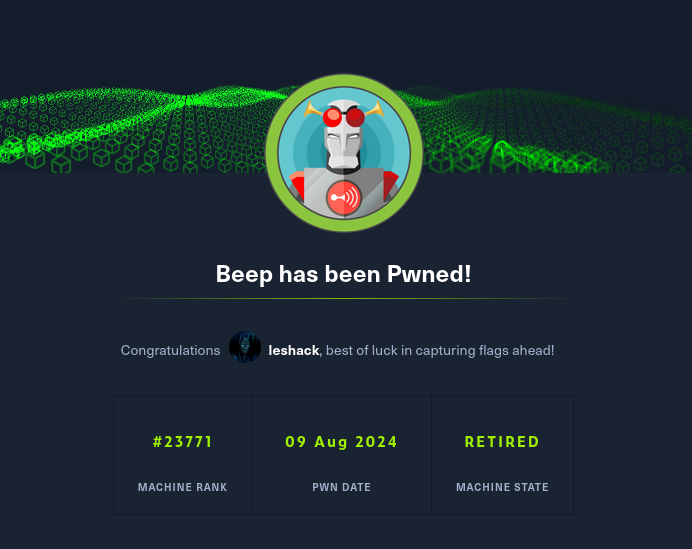 Beep has been Pwned!
Congratulations leshack, best of luck in capturing flags ahead!
#23771 09 Aug 2024 RETIRED
MACHINE RANK PWN DATE MACHINE STATE